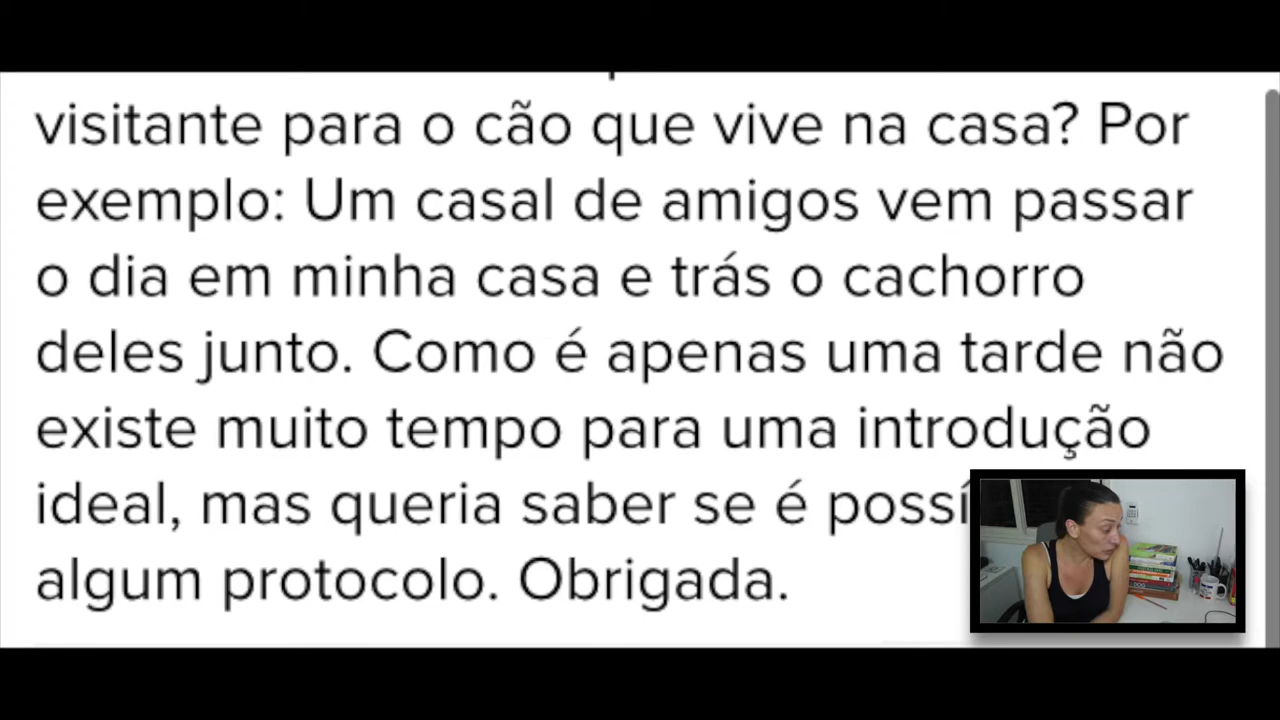 visitante para o cão que vive na casa? Por
exemplo: Um casal de amigos vem passar
o dia em minha casa e trás o cachorro
deles junto. Como é apenas uma tarde não
existe muito tempo para uma introdução
ideal, mas queria saber se é
algum protocolo. Obrigada.